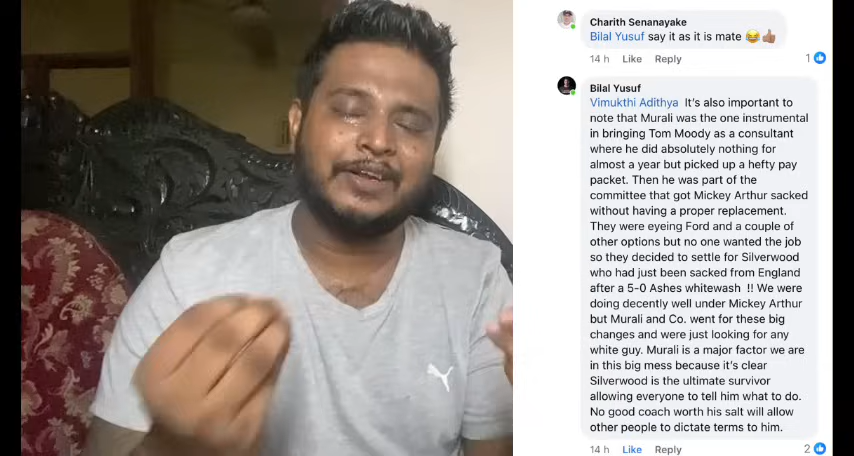 Charith Senanayake
Bilal Yusuf say it as it is mate 😂👍🏽
14 h Like Reply 1
Bilal Yusuf
Vimukthi Adithya It's also important to
note that Murali was the one instrumental
in bringing Tom Moody as a consultant
where he did absolutely nothing for
almost a year but picked up a hefty pay
packet. Then he was part of the
committee that got Mickey Arthur sacked
without having a proper replacement.
They were eyeing Ford and a couple of
other options but no one wanted the job
so they decided to settle for Silverwood
who had just been sacked from England
after a 5-0 Ashes whitewash !! We were
doing decently well under Mickey Arthur
but Murali and Co. went for these big
changes and were just looking for any
white guy. Murali is a major factor we are
in this big mess because it's clear
Silverwood is the ultimate survivor
allowing everyone to tell him what to do.
No good coach worth his salt will allow
other people to dictate terms to him.
14 h Like Reply 2